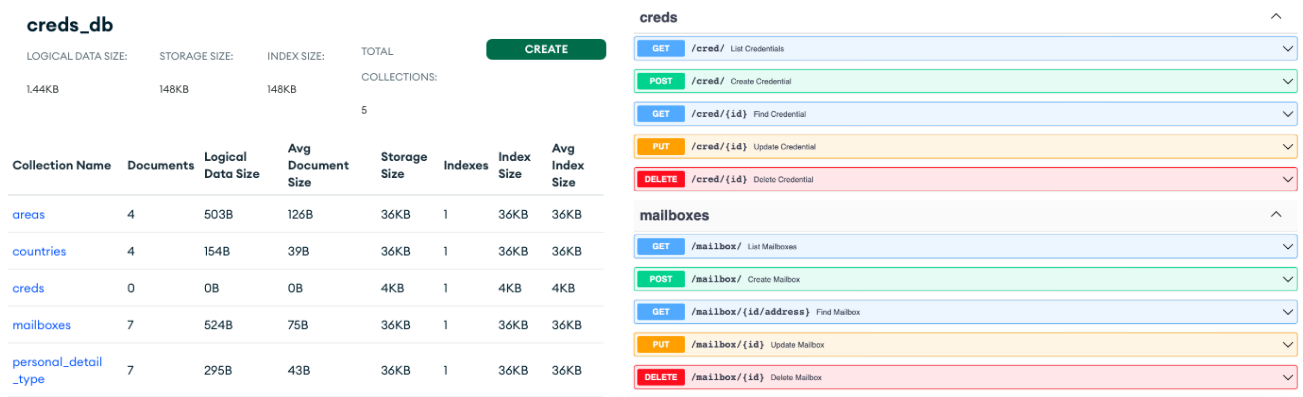 creds_db
LOGICAL DATA SIZE: STORAGE SIZE: INDEX SIZE: TOTAL COLLECTIONS: CREATE
1.44KB 148KB 148KB 5
Collection Name Documents Logical Data Size Avg Document Size Storage Size Indexes Index Size Avg Index Size
areas 4 503B 126B 36KB 1 36KB 36KB
countries 4 154B 39B 36KB 1 36KB 36KB
creds 0 0B 0B 4KB 1 4KB 4KB
mailboxes 7 524B 75B 36KB 1 36KB 36KB
personal_detail_type 7 295B 43B 36KB 1 36KB 36KB
creds
GET /cred/ List Credentials
POST /cred/ Create Credential
GET /cred/{id} Find Credential
PUT /cred/{id} Update Credential
DELETE /cred/{id} Delete Credential
mailboxes
GET /mailbox/ List Mailboxes
POST /mailbox/ Create Mailbox
GET /mailbox/{id/address} Find Mailbox
PUT /mailbox/{id} Update Mailbox
DELETE /mailbox/{id} Delete Mailbox